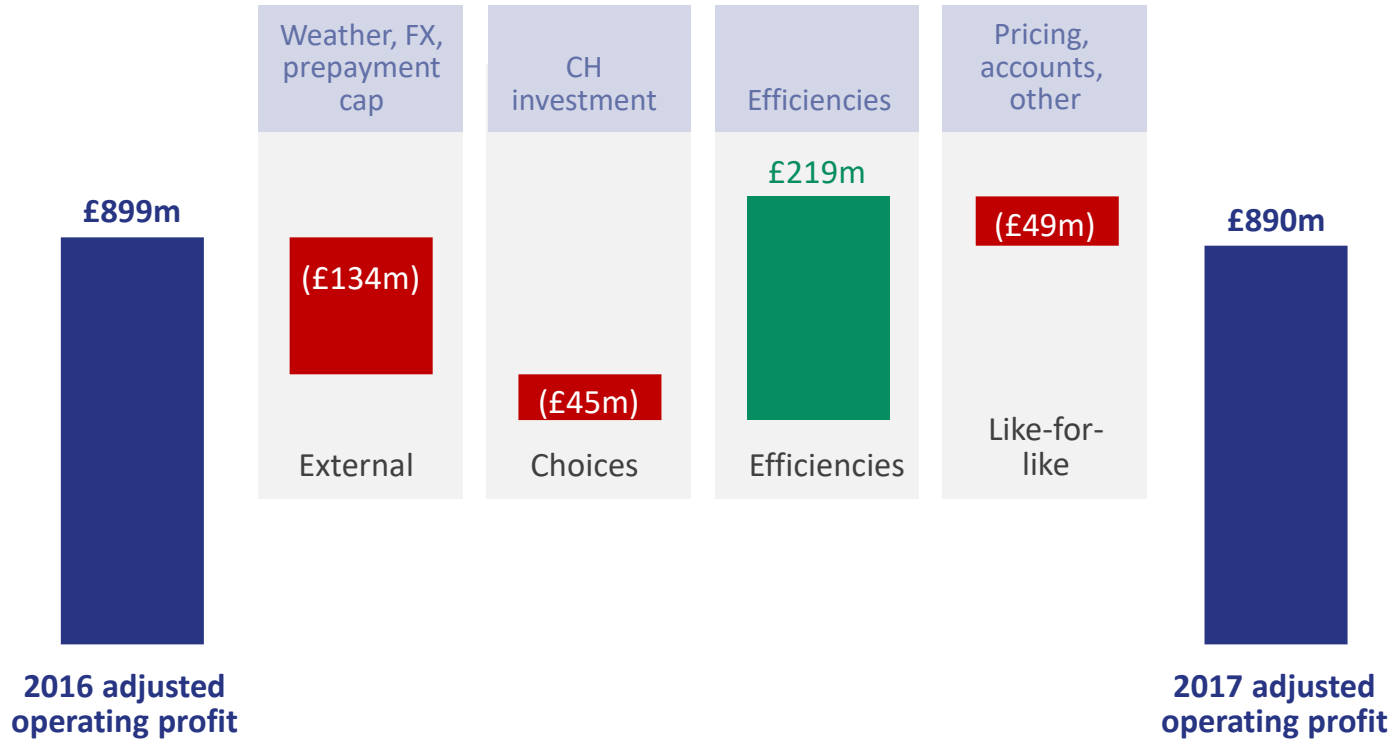 Weather, FX,
prepayment
cap
CH
investment
Efficiencies
Pricing,
accounts,
other
£899m
(£134m)
(£45m)
£219m
(£49m)
£890m
External
Choices
Efficiencies
Like-for-
like
2016 adjusted
operating profit
2017 adjusted
operating profit